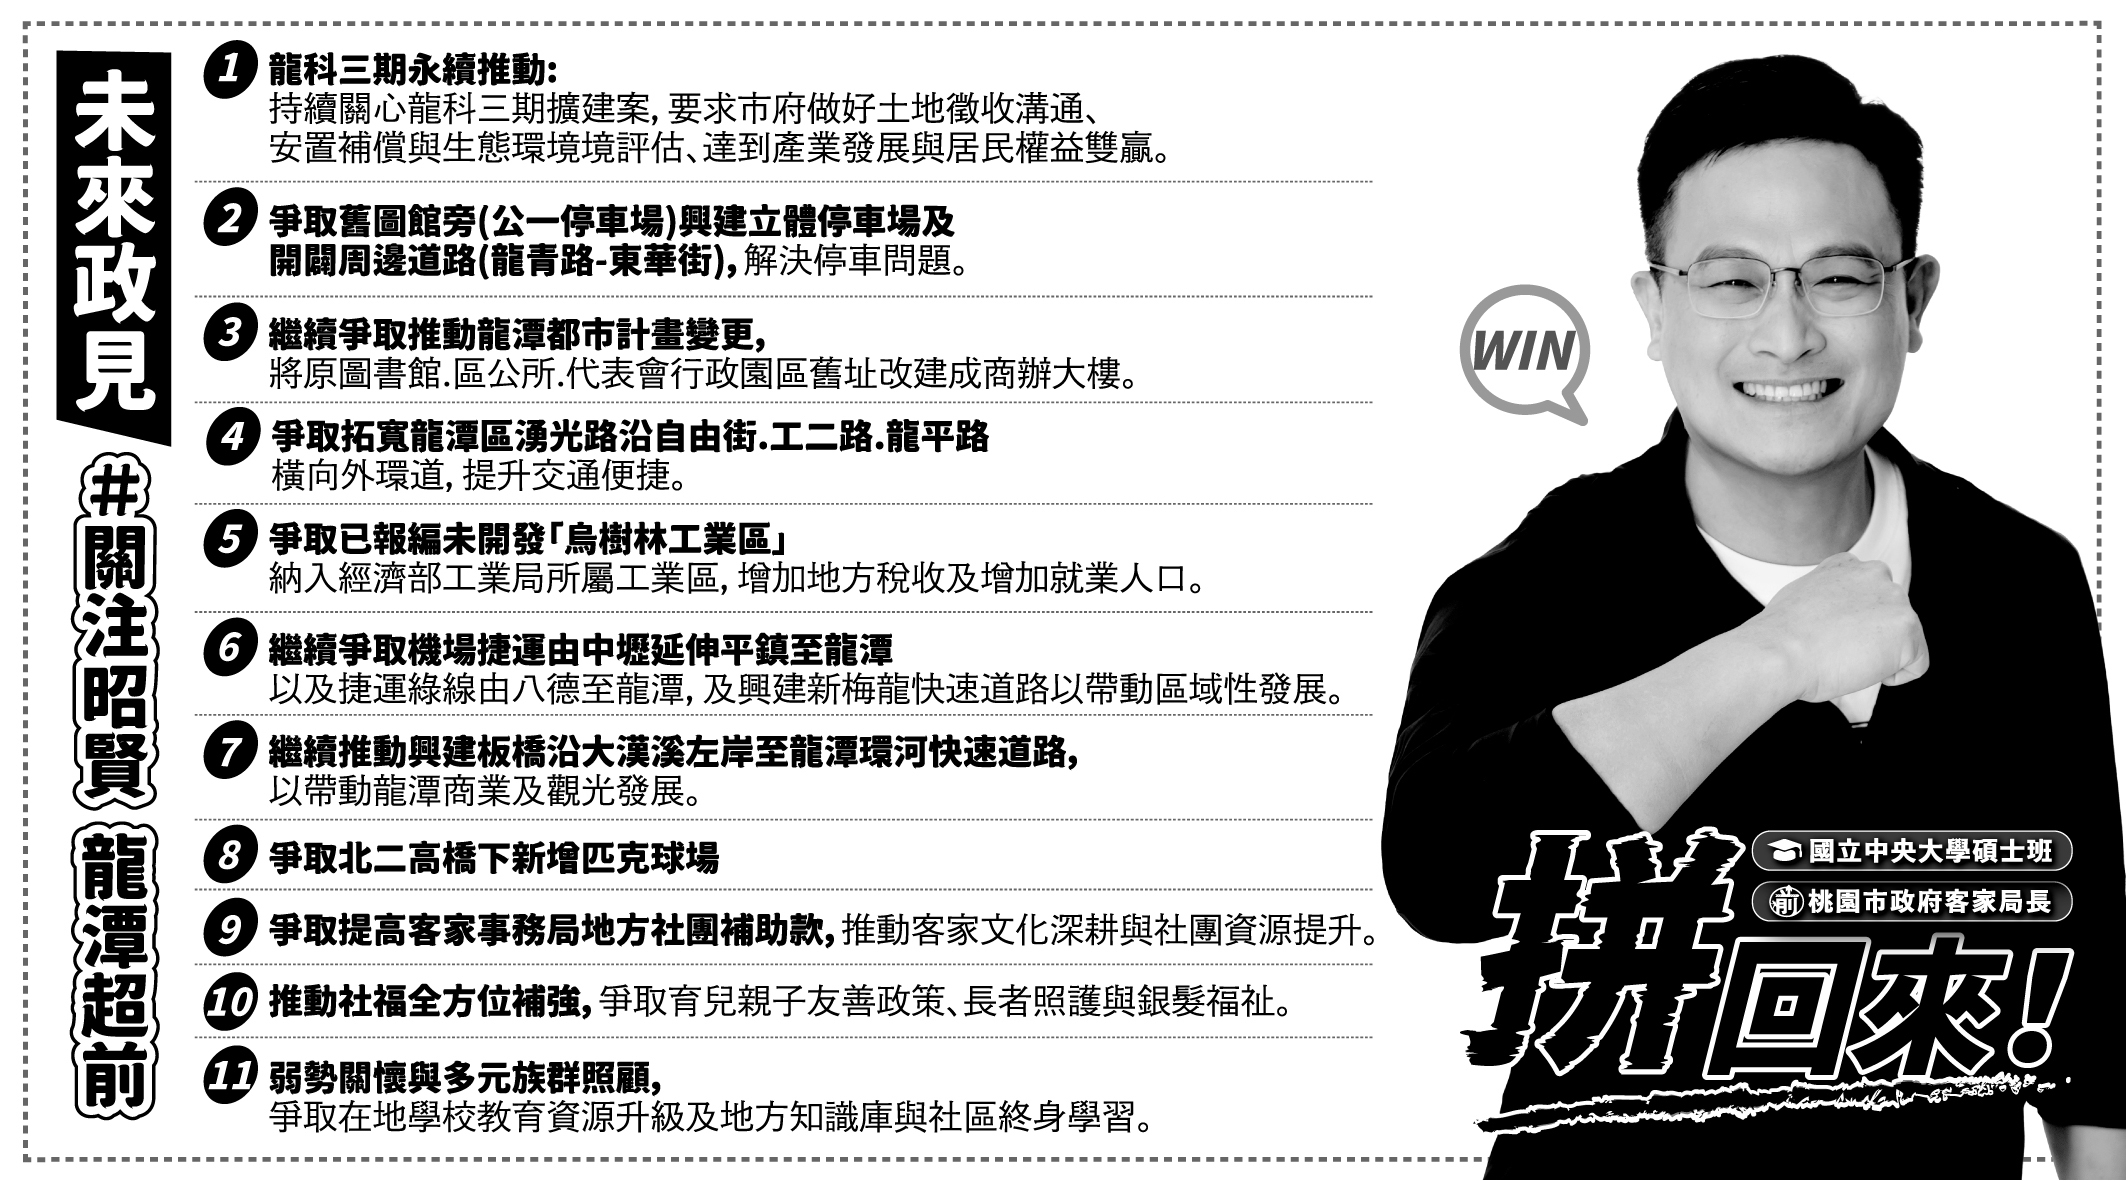 未來政見
#關注昭賢 龍潭超前
1 龍科三期永續推動:
持續關心龍科三期擴建案，要求市府做好土地徵收溝通、
安置補償與生態環境境評估、達到產業發展與居民權益雙贏。
2 爭取舊圖館旁(公一停車場)興建立體停車場及
開闢周邊道路(龍青路-東華街)，解決停車問題。
3 繼續爭取推動龍潭都市計畫變更，
將原圖書館.區公所.代表會行政園區舊址改建成商辦大樓。
4 爭取拓寬龍潭區湧光路沿自由街.工二路.龍平路
橫向外環道，提升交通便捷。
5 爭取已報編未開發「烏樹林工業區」
納入經濟部工業局所屬工業區，增加地方稅收及增加就業人口。
6 繼續爭取機場捷運由中壢延伸平鎮至龍潭
以及捷運綠線由八德至龍潭，及興建新梅龍快速道路以帶動區域性發展。
7 繼續推動興建板橋沿大漢溪左岸至龍潭環河快速道路，
以帶動龍潭商業及觀光發展。
8 爭取北二高橋下新增匹克球場
9 爭取提高客家事務局地方社團補助款，推動客家文化深耕與社團資源提升。
10 推動社福全方位補強，爭取育兒親子友善政策、長者照護與銀髮福祉。
11 弱勢關懷與多元族群照顧，
爭取在地學校教育資源升級及地方知識庫與社區終身學習。
WIN
國立中央大學碩士班
前 桃園市政府客家局長
拼回來!